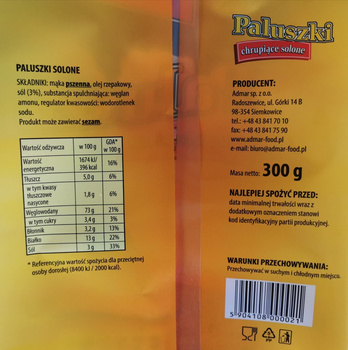 PALUSZKI SOLONE
SKŁADNIKI: mąka pszenna, olej rzepakowy,
sól (3%), substancja spulchniająca: węglan
amonu, regulator kwasowości: wodorotlenek
sodu.
Produkt może zawierać sezam.
Wartość odżywcza w 100 g GDA* w 100 g
Wartość energetyczna 1674 kJ/ 396 kcal 16%
Tłuszcz 5,0 g 6%
w tym kwasy tłuszczowe nasycone 1,8 g 6%
Węglowodany 73 g 21%
w tym cukry 3,4 g 3%
Błonnik 3,2 g 13%
Białko 13 g 22%
Sól 3 g 33%
* Referencyjna wartość spożycia dla przeciętnej
osoby dorosłej (8400 kJ / 2000 kcal).
Paluszki
chrupiące solone
PRODUCENT:
Admar sp. z o.o.
Radoszewice, ul. Górki 14 B
98-354 Siemkowice
tel.: +48 43 841 70 10
fax: +48 43 841 75 90
www.admar-food.pl
e-mail: biuro@admar-food.pl
Masa netto: 300 g
NAJLEPIEJ SPOŻYĆ PRZED:
data minimalnej trwałości wraz z
dodatkowym oznaczeniem stanowi
kod identyfikacyjny partii produkcyjnej.
WARUNKI PRZECHOWYWANIA:
Przechowywać w suchym i chłodnym miejscu.
5 904108 000021
PP